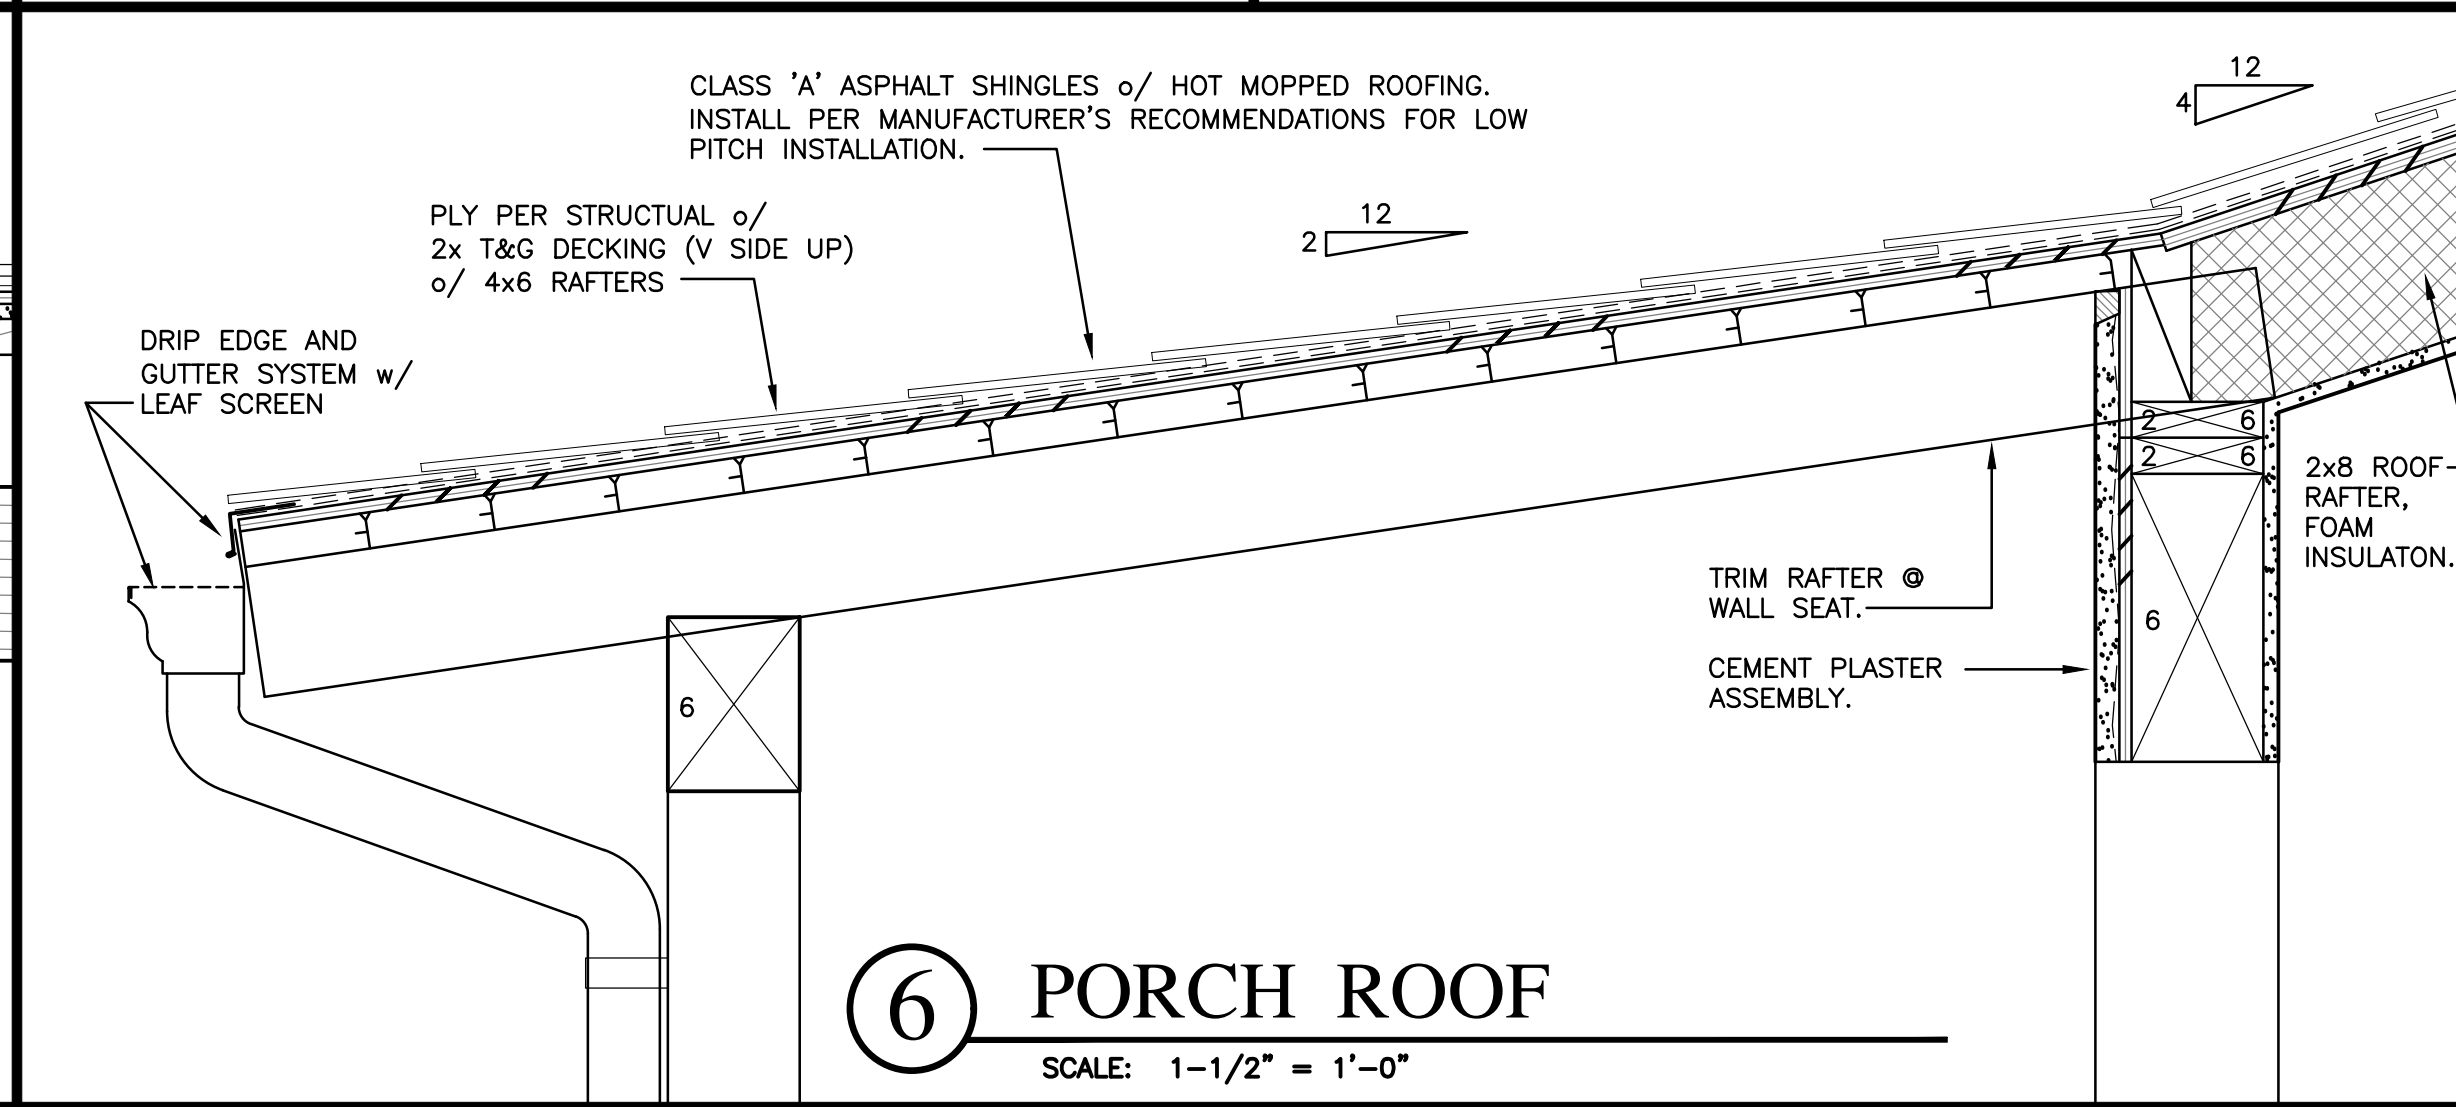 CLASS 'A' ASPHALT SHINGLES o/ HOT MOPPED ROOFING.
INSTALL PER MANUFACTURER'S RECOMMENDATIONS FOR LOW
PITCH INSTALLATION.
12
4
PLY PER STRUCTUAL o/
2x T&G DECKING (V SIDE UP)
o/ 4x6 RAFTERS
12
2
DRIP EDGE AND
GUTTER SYSTEM w/
LEAF SCREEN
2 6
2 6
6
2x8 ROOF
RAFTER,
FOAM
INSULATON.
TRIM RAFTER @
WALL SEAT.
CEMENT PLASTER
ASSEMBLY.
6
6 PORCH ROOF
SCALE: 1-1/2" = 1'-0"